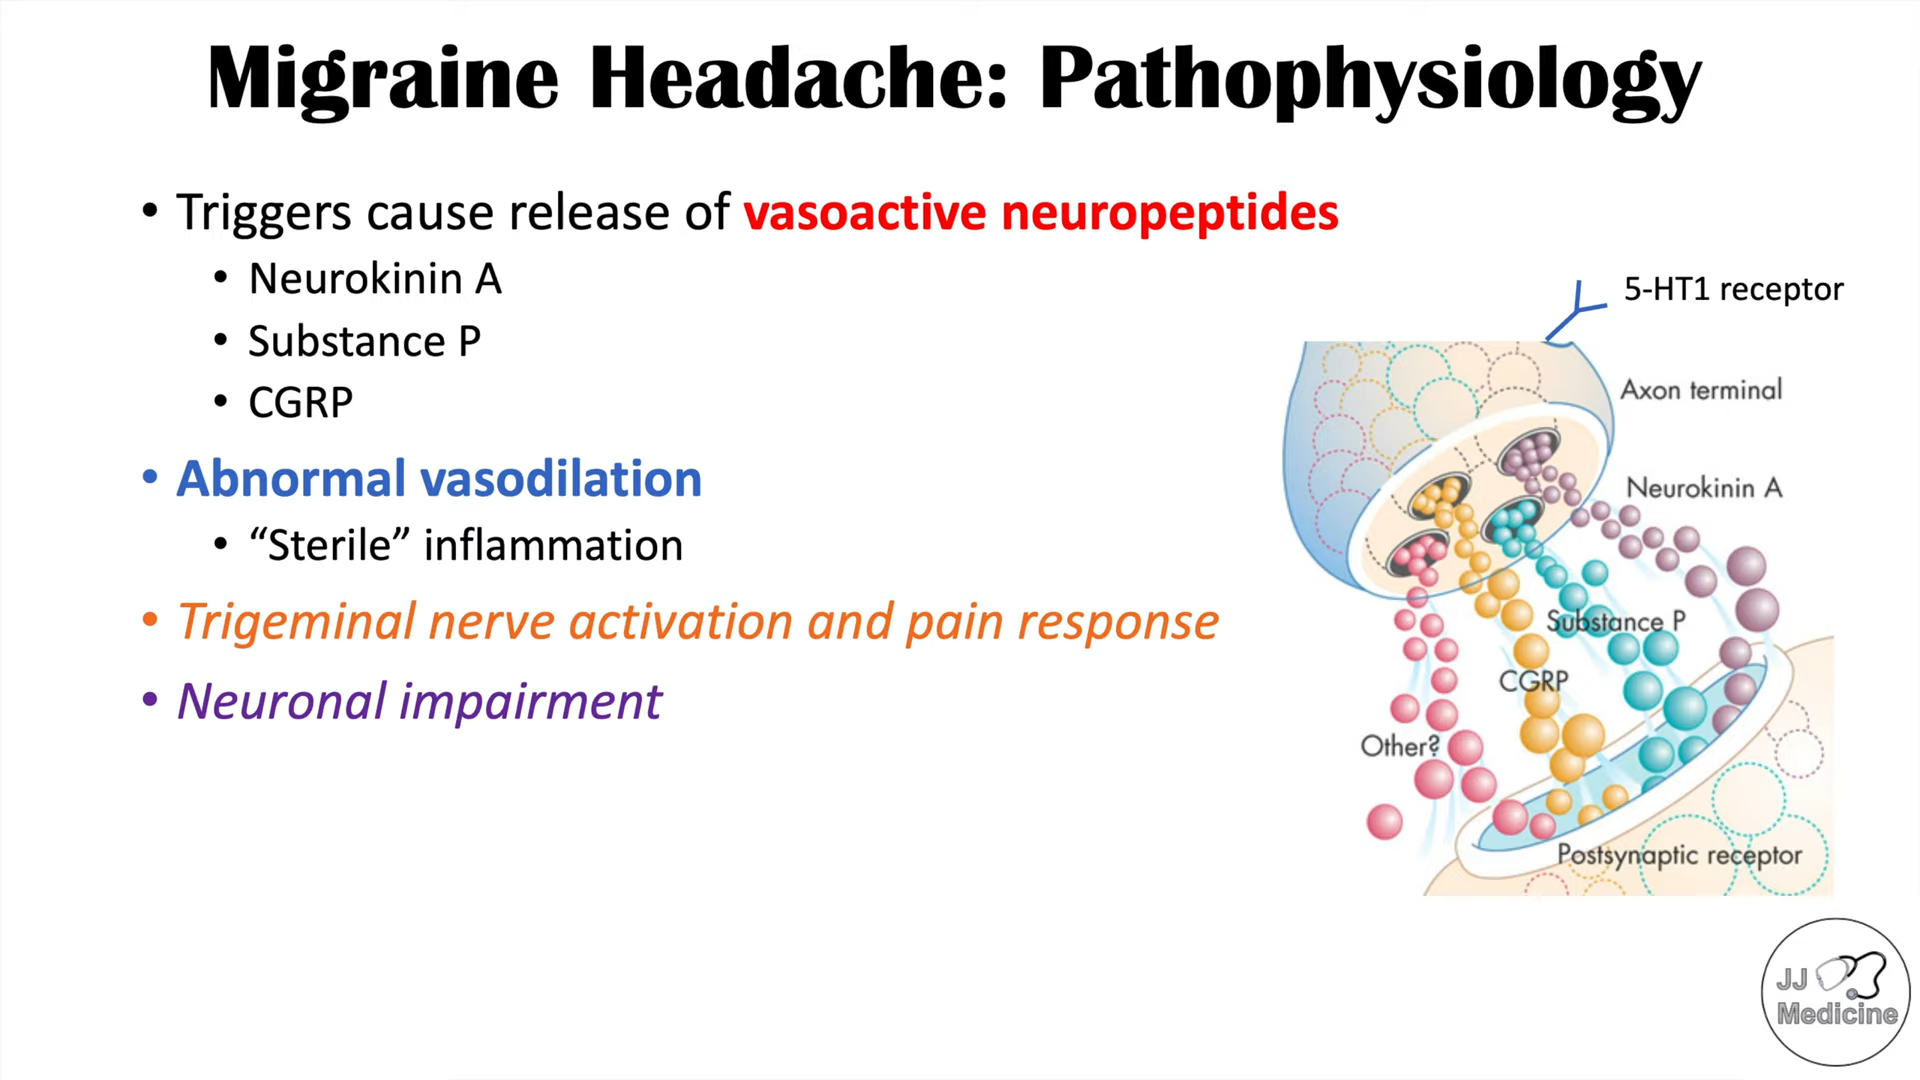 Migraine Headache: Pathophysiology
• Triggers cause release of vasoactive neuropeptides
• Neurokinin A
• Substance P
• CGRP
• Abnormal vasodilation
• “Sterile” inflammation
• Trigeminal nerve activation and pain response
• Neuronal impairment
5-HT1 receptor
Axon terminal
Neurokinin A
Substance P
CGRP
Other?
Postsynaptic receptor
JJ
Medicine